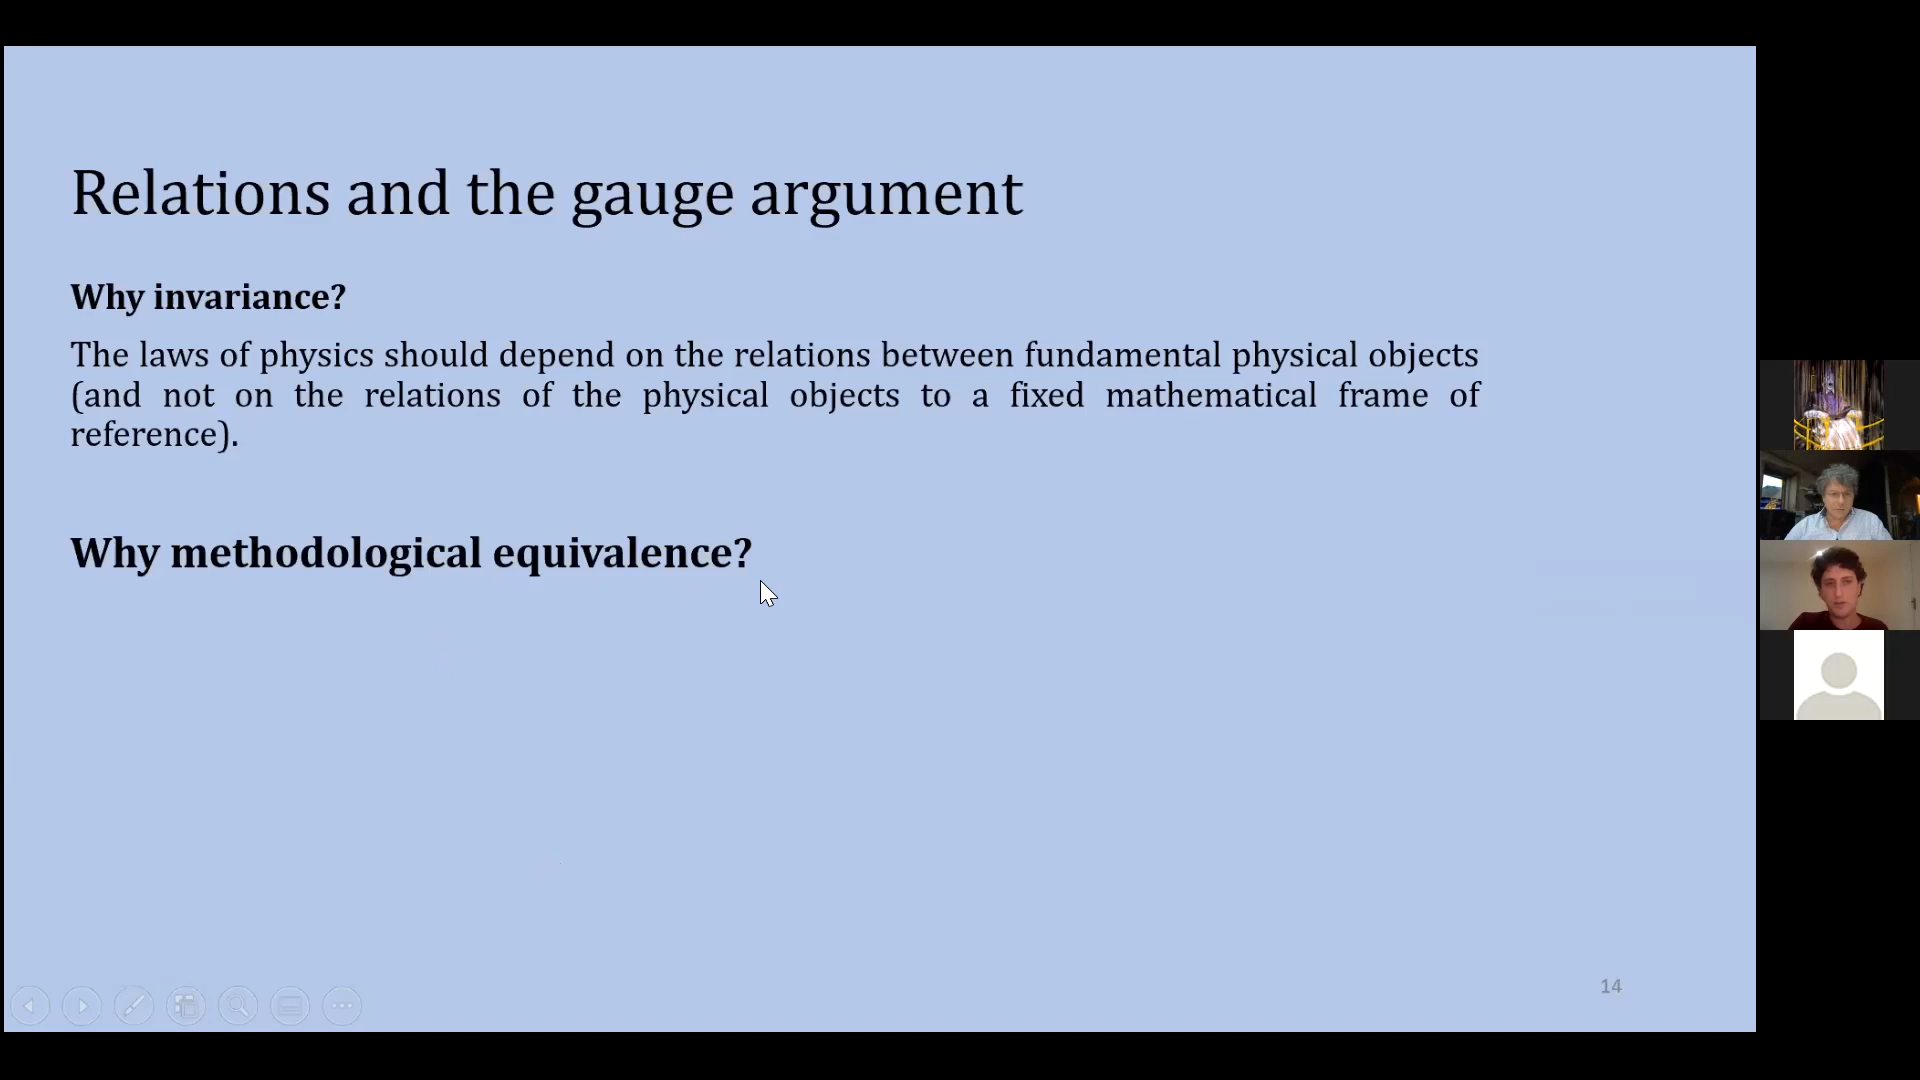 Relations and the gauge argument
Why invariance?
The laws of physics should depend on the relations between fundamental physical objects
(and not on the relations of the physical objects to a fixed mathematical frame of
reference).
Why methodological equivalence?
14